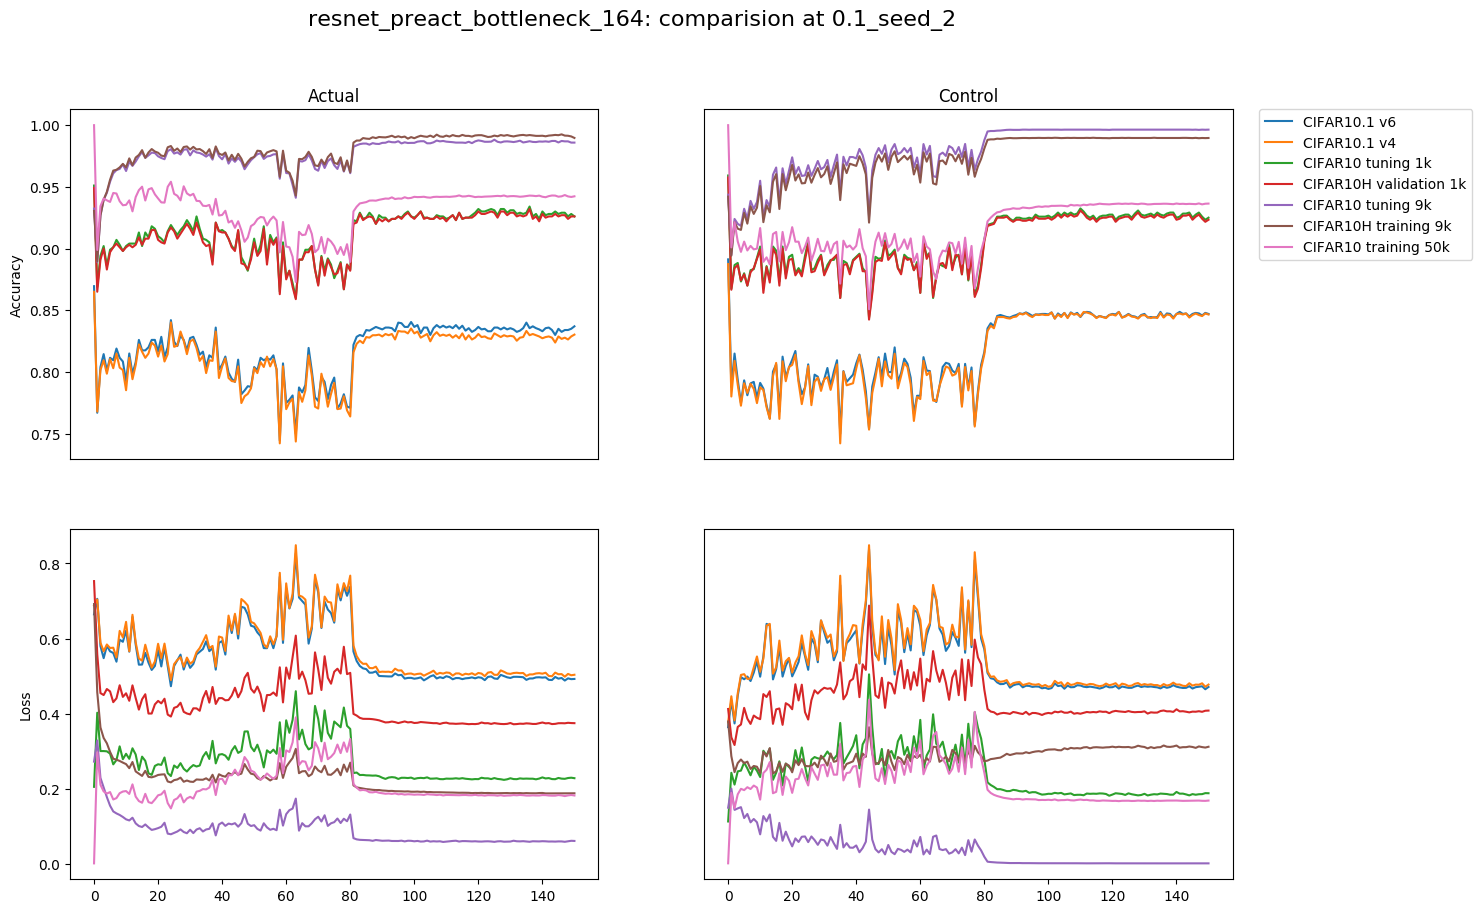 resnet_preact_bottleneck_164: comparision at 0.1_seed_2
Actual
Control
Accuracy
1.00
0.95
0.90
0.85
0.80
0.75
CIFAR10.1 v6
CIFAR10.1 v4
CIFAR10 tuning 1k
CIFAR10H validation 1k
CIFAR10 tuning 9k
CIFAR10H training 9k
CIFAR10 training 50k
Loss
0.8
0.6
0.4
0.2
0.0
0 20 40 60 80 100 120 140
0 20 40 60 80 100 120 140